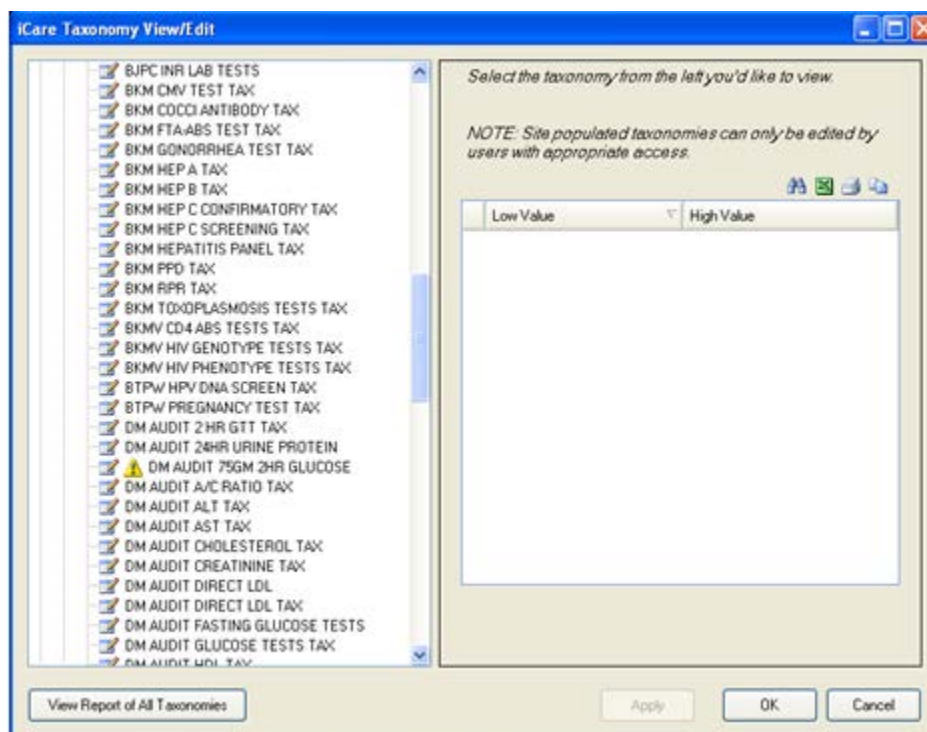 iCare Taxonomy View/Edit
BJPC INR LAB TESTS
BKM CMV TEST TAX
BKM COCCI ANTIBODY TAX
BKM FTA-ABS TEST TAX
BKM GONORRHEA TEST TAX
BKM HEP A TAX
BKM HEP B TAX
BKM HEP C CONFIRMATORY TAX
BKM HEP C SCREENING TAX
BKM HEPATITIS PANEL TAX
BKM PPD TAX
BKM RPR TAX
BKM TOXOPLASMOSIS TESTS TAX
BKMV CD4 ABS TESTS TAX
BKMV HIV GENOTYPE TESTS TAX
BKMV HIV PHENOTYPE TESTS TAX
BTPW HPV DNA SCREEN TAX
BTPW PREGNANCY TEST TAX
DM AUDIT 2 HR GTT TAX
DM AUDIT 24HR URINE PROTEIN
DM AUDIT 75GM 2HR GLUCOSE
DM AUDIT A/C RATIO TAX
DM AUDIT ALT TAX
DM AUDIT AST TAX
DM AUDIT CHOLESTEROL TAX
DM AUDIT CREATININE TAX
DM AUDIT DIRECT LDL
DM AUDIT DIRECT LDL TAX
DM AUDIT FASTING GLUCOSE TESTS
DM AUDIT GLUCOSE TESTS TAX
DM AUDIT HDL TAX
Select the taxonomy from the left you'd like to view.
NOTE: Site populated taxonomies can only be edited by
users with appropriate access.
Low Value High Value
View Report of All Taxonomies
Apply OK Cancel